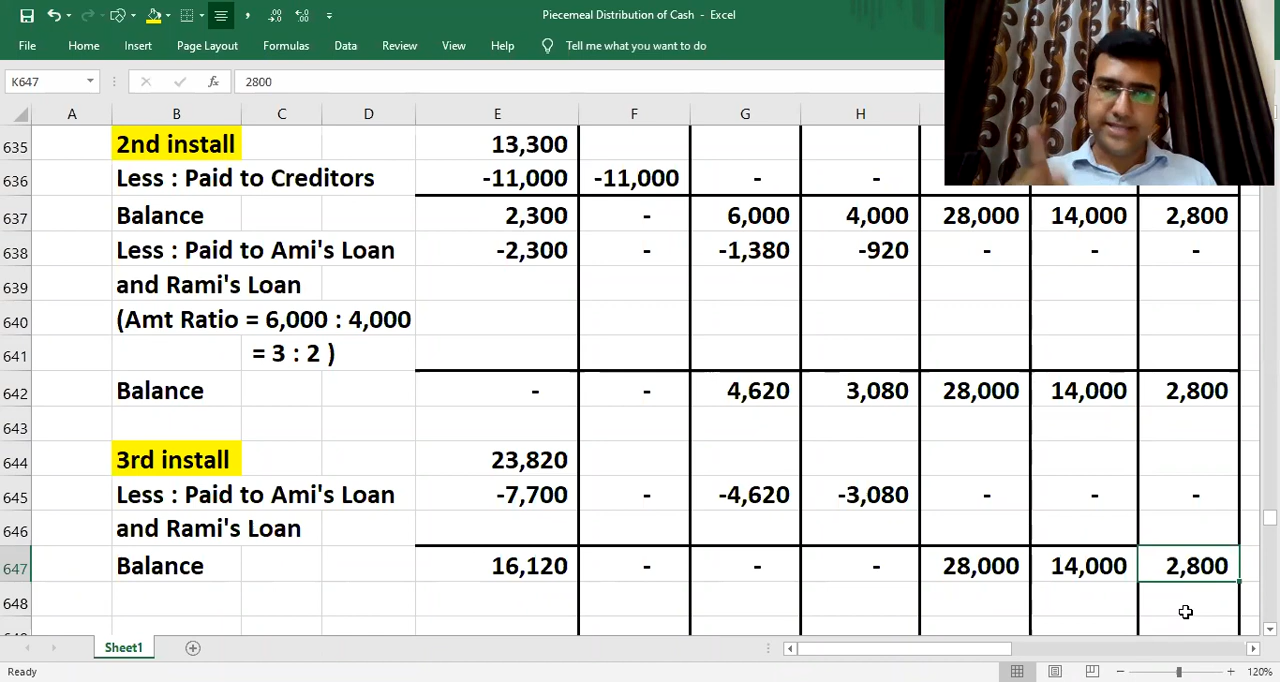 Piecemeal Distribution of Cash - Excel
File Home Insert Page Layout Formulas Data Review View Help Tell me what you want to do
K647 fx 2800
A B C D E F G H
635 2nd install 13,300
636 Less : Paid to Creditors -11,000 -11,000 - -
637 Balance 2,300 - 6,000 4,000 28,000 14,000 2,800
638 Less : Paid to Ami's Loan -2,300 - -1,380 -920 - - -
639 and Rami's Loan
640 (Amt Ratio = 6,000 : 4,000
641 = 3 : 2 )
642 Balance - - 4,620 3,080 28,000 14,000 2,800
643
644 3rd install 23,820
645 Less : Paid to Ami's Loan -7,700 - -4,620 -3,080 - - -
646 and Rami's Loan
647 Balance 16,120 - - - 28,000 14,000 2,800
648
Sheet1
Ready 120%